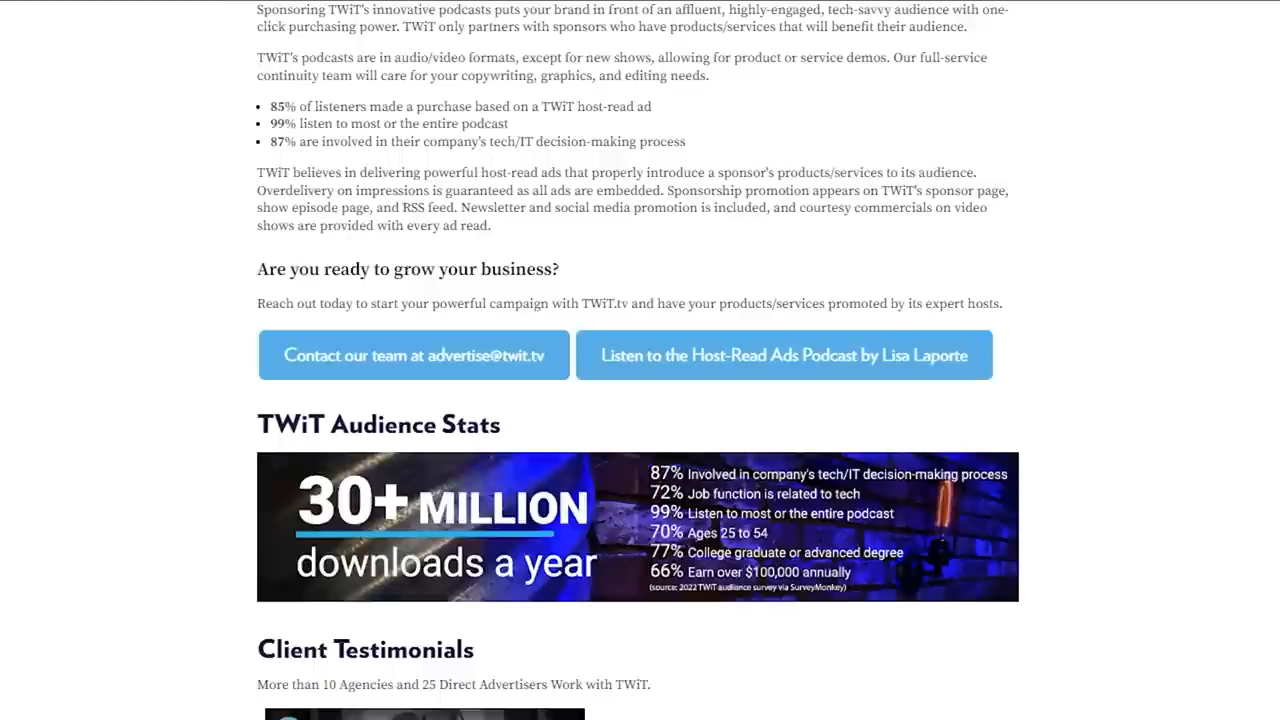 Sponsoring TWiT's innovative podcasts puts your brand in front of an affluent, highly-engaged, tech-savvy audience with one-
click purchasing power. TWiT only partners with sponsors who have products/services that will benefit their audience.
TWiT's podcasts are in audio/video formats, except for new shows, allowing for product or service demos. Our full-service
continuity team will care for your copywriting, graphics, and editing needs.
• 85% of listeners made a purchase based on a TWiT host-read ad
• 99% listen to most or the entire podcast
• 87% are involved in their company's tech/IT decision-making process
TWiT believes in delivering powerful host-read ads that properly introduce a sponsor's products/services to its audience.
Overdelivery on impressions is guaranteed as all ads are embedded. Sponsorship promotion appears on TWiT's sponsor page,
show episode page, and RSS feed. Newsletter and social media promotion is included, and courtesy commercials on video
shows are provided with every ad read.
Are you ready to grow your business?
Reach out today to start your powerful campaign with TWiT.tv and have your products/services promoted by its expert hosts.
Contact our team at advertise@twit.tv
Listen to the Host-Read Ads Podcast by Lisa Laporte
TWiT Audience Stats
30+ MILLION
downloads a year
87% Involved in company's tech/IT decision-making process
72% Job function is related to tech
99% Listen to most or the entire podcast
70% Ages 25 to 54
77% College graduate or advanced degree
66% Earn over $100,000 annually
(source: 2022 TWiT audience survey via SurveyMonkey)
Client Testimonials
More than 10 Agencies and 25 Direct Advertisers Work with TWiT.